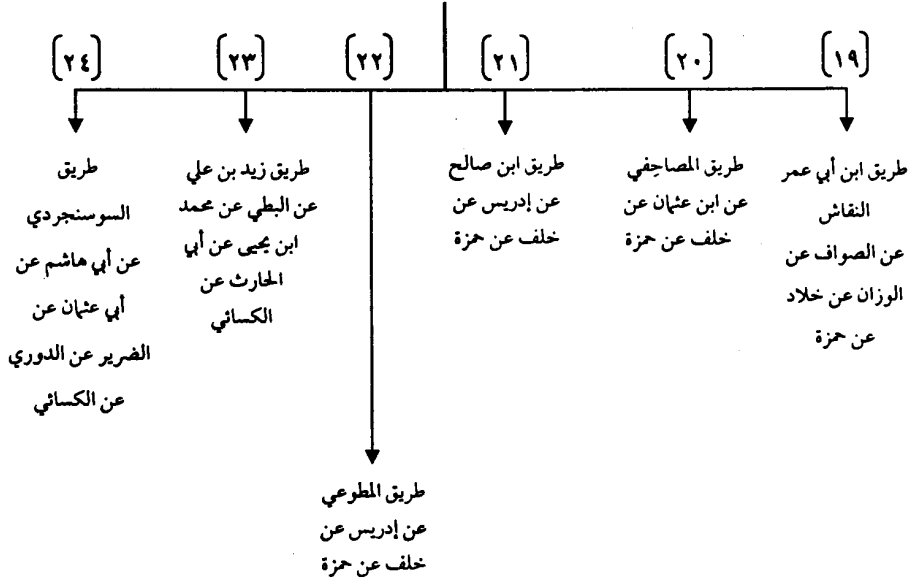 [١٩]
طريق ابن أبي عمر
النقاش
عن الصواف عن
الوزان عن خلاد
عن حمزة
[٢٠]
طريق المصاحِفي
عن ابن عثمان عن
خلف عن حمزة
[٢١]
طريق ابن صالح
عن إدريس عن
خلف عن حمزة
[٢٢]
طريق المطوعي
عن إدريس عن
خلف عن حمزة
[٢٣]
طريق زيد بن علي
عن البطي عن محمد
ابن يحيى عن أبي
الحارث عن
الكسائي
[٢٤]
طريق
السوسنجردي
عن أبي هاشم عن
أبي عثمان عن
الضرير عن الدوري
عن الكسائي